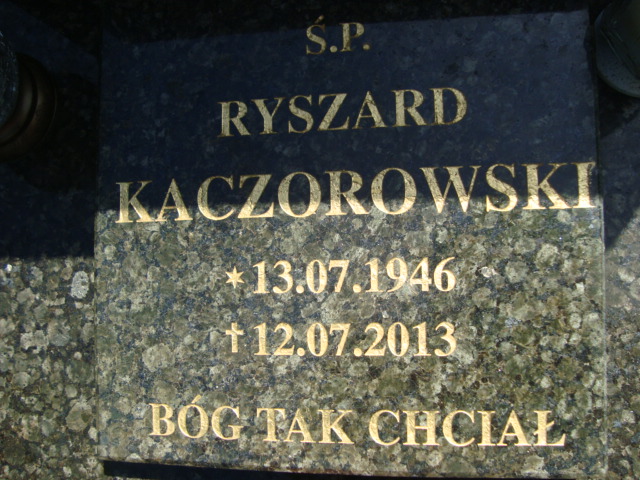 Ś.P.
RYSZARD
KACZOROWSKI
✶13.07.1946
✝12.07.2013
BÓG TAK CHCIAŁ